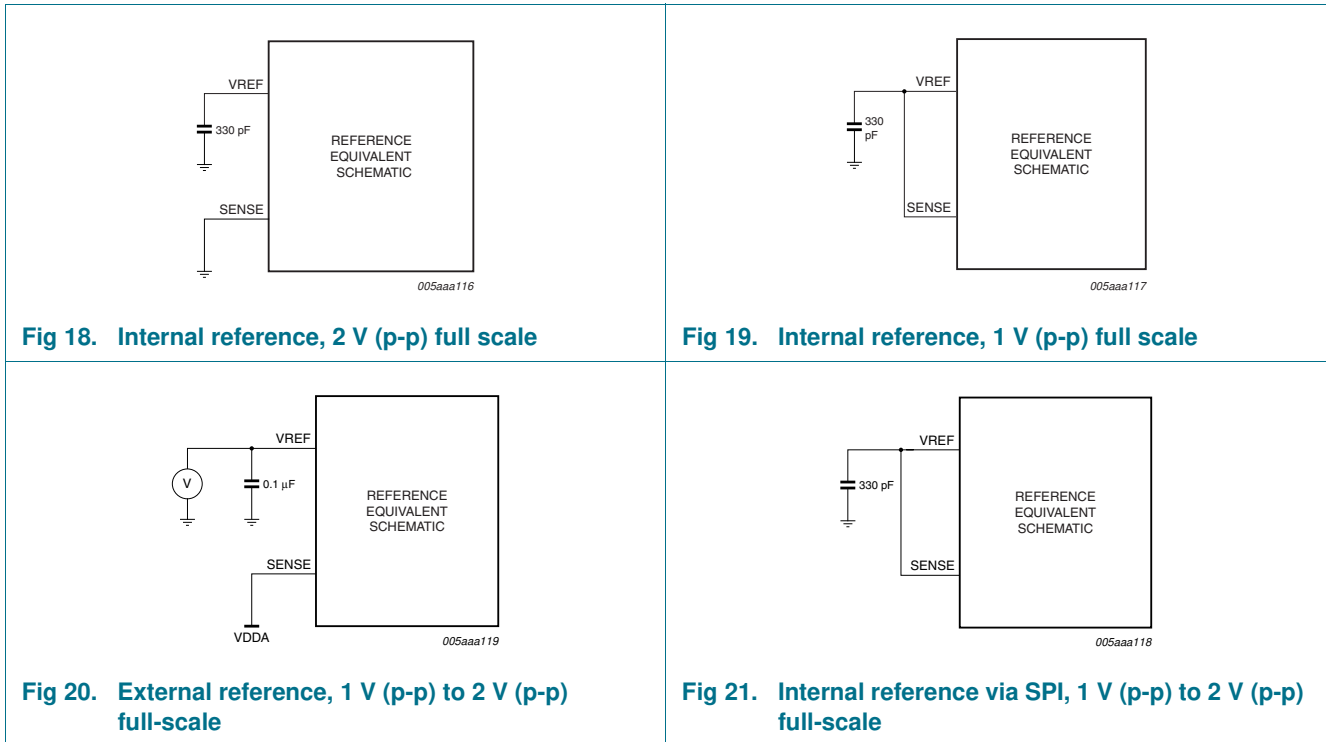 VREF
330 pF
REFERENCE
EQUIVALENT
SCHEMATIC
SENSE
005aaa116
Fig 18. Internal reference, 2 V (p-p) full scale
VREF
330
pF
REFERENCE
EQUIVALENT
SCHEMATIC
SENSE
005aaa117
Fig 19. Internal reference, 1 V (p-p) full scale
VREF
V
0.1 μF
REFERENCE
EQUIVALENT
SCHEMATIC
SENSE
VDDA
005aaa119
Fig 20. External reference, 1 V (p-p) to 2 V (p-p)
full-scale
VREF
330 pF
REFERENCE
EQUIVALENT
SCHEMATIC
SENSE
005aaa118
Fig 21. Internal reference via SPI, 1 V (p-p) to 2 V (p-p)
full-scale